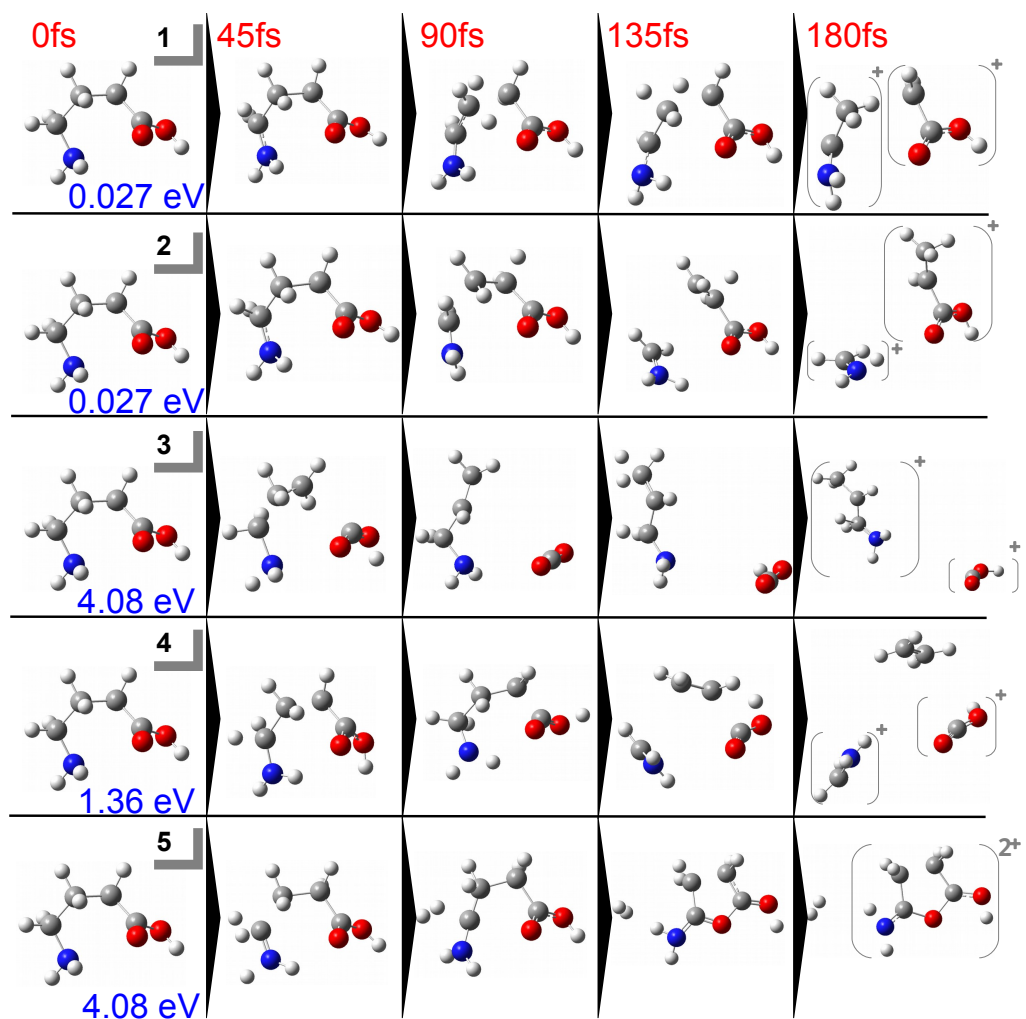 0fs 1 45fs 90fs 135fs 180fs
+ +
0.027 eV
2 +
0.027 eV +
3
+
+
4.08 eV
4
+
+
1.36 eV
5 2+
4.08 eV